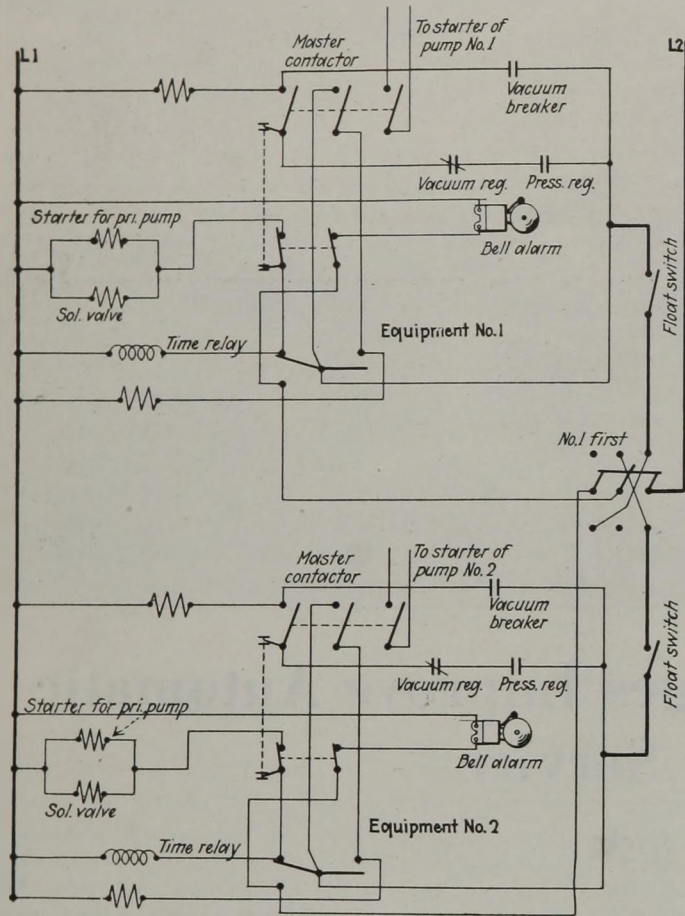 L1
Master
contactor
To starter of
pump No.1
L2
Vacuum
breaker
Vacuum reg.
Press. reg.
Starter for pri. pump
Bell alarm
Float switch
Sol. valve
Time relay
Equipment No.1
No.1 first
Master
contactor
To starter of
pump No.2
Vacuum
breaker
Vacuum reg.
Press. reg.
Float switch
Starter for pri. pump
Bell alarm
Sol. valve
Equipment No.2
Time relay